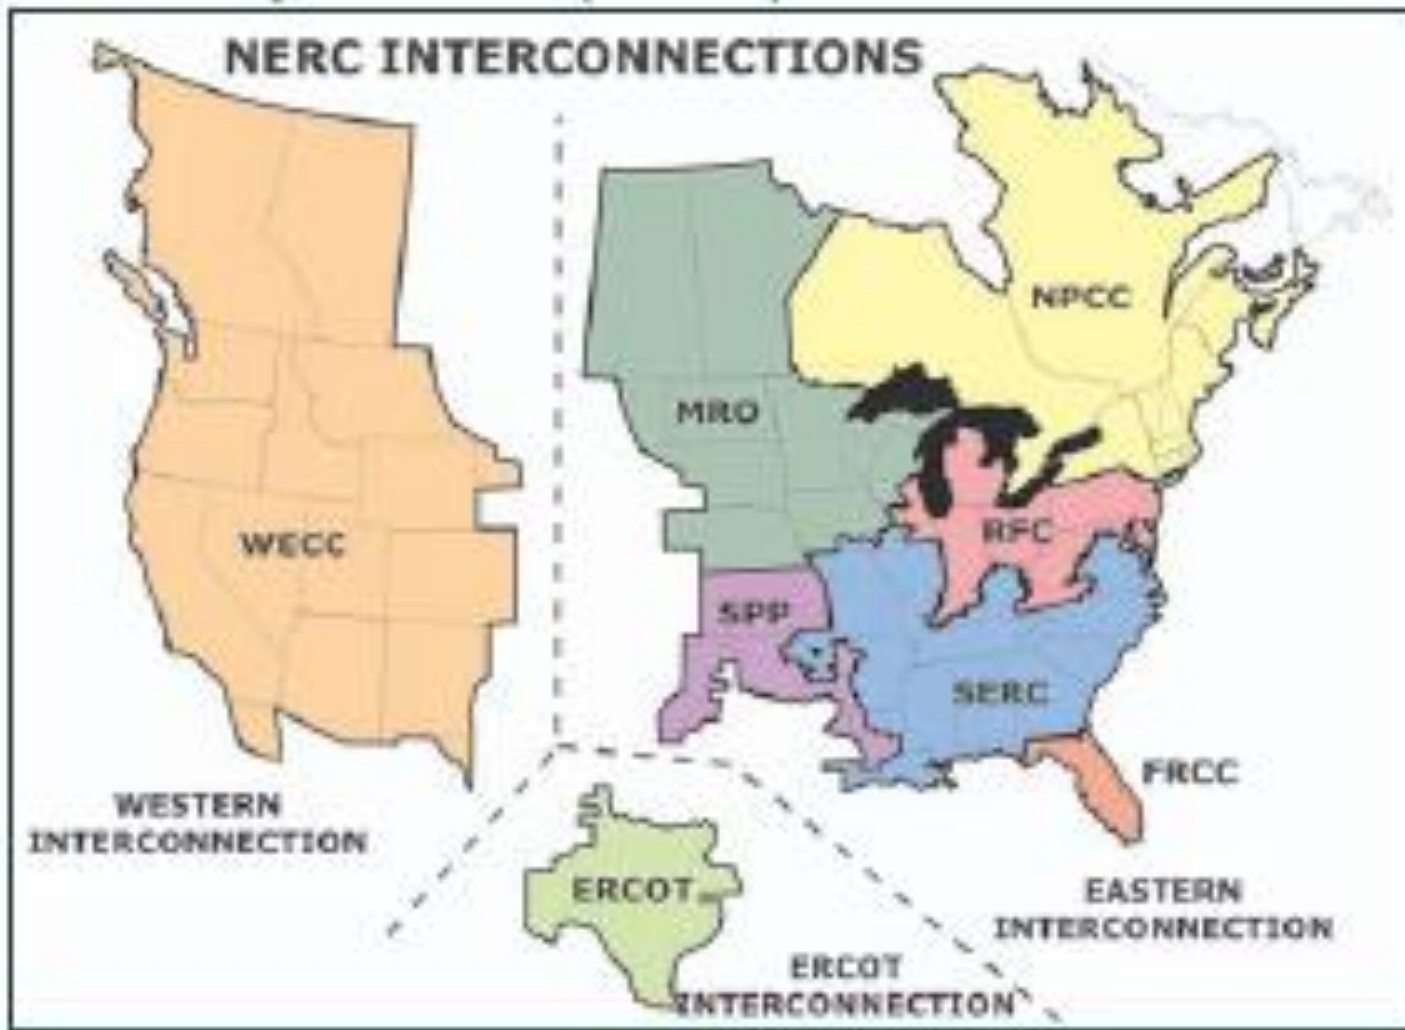 NERC INTERCONNECTIONS
NPCC
MRO
RFC
WECC
SPP
SERC
FRCC
WESTERN
INTERCONNECTION
ERCOT
EASTERN
INTERCONNECTION
ERCOT
INTERCONNECTION